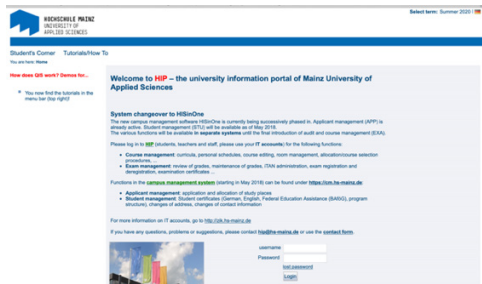 Select term: Summer 2020 |
HOCHSCHULE MAINZ
UNIVERSITY OF
APPLIED SCIENCES
Student's Corner Tutorials/How To
You are here: Home
How does QIS work? Demos for...
You now find the tutorials in the
menu bar (top right)!
Welcome to HIP – the university information portal of Mainz University of
Applied Sciences
System changeover to HISinOne
The new campus management software HISinOne is currently being successively phased in. Applicant management (APP) is
already active. Student management (STU) will be available as of May 2018.
The various functions will be available in separate systems until the final introduction of audit and course management (EXA).
Please log in to HIP (students, teachers and staff, please use your IT accounts) for the following functions:
Course management: curricula, personal schedules, course editing, room management, allocation/course selection
procedures, ...
Exam management: review of grades, maintenance of grades, iTAN administration, exam registration and
deregistration, examination certificates ...
Functions in the campus management system (starting in May 2018) can be found under https://cm.hs-mainz.de:
Applicant management: application and allocation of study places
Student management: Student certificates (German, English, Federal Education Assistance (BAföG), program
structure), changes of address, changes of contact information
For more information on IT accounts, go to http://zik.hs-mainz.de
If you have any questions, problems or suggestions, please contact hip@hs-mainz.de or use the contact form.
username
Password
lost password
Login